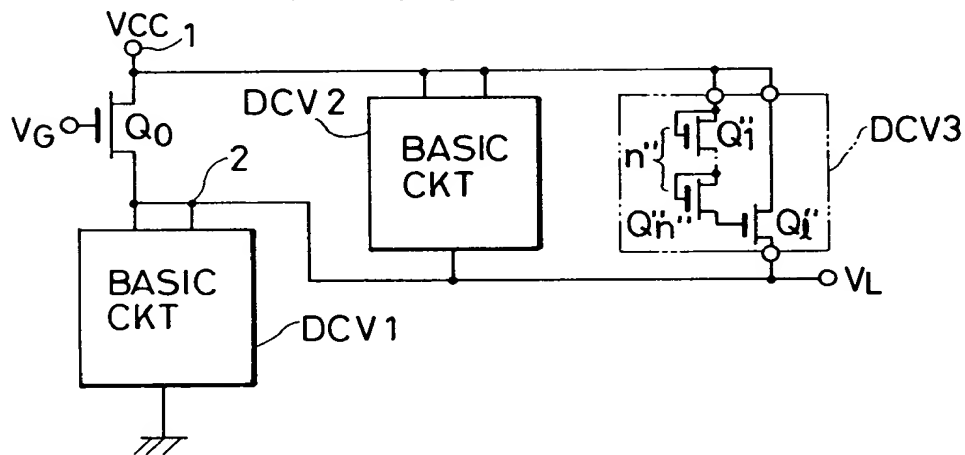 VCC 1
VG
Q0
2
DCV2
BASIC
CKT
n"
Q"1
Q"n"
Q"l
DCV3
VL
BASIC
CKT
DCV1